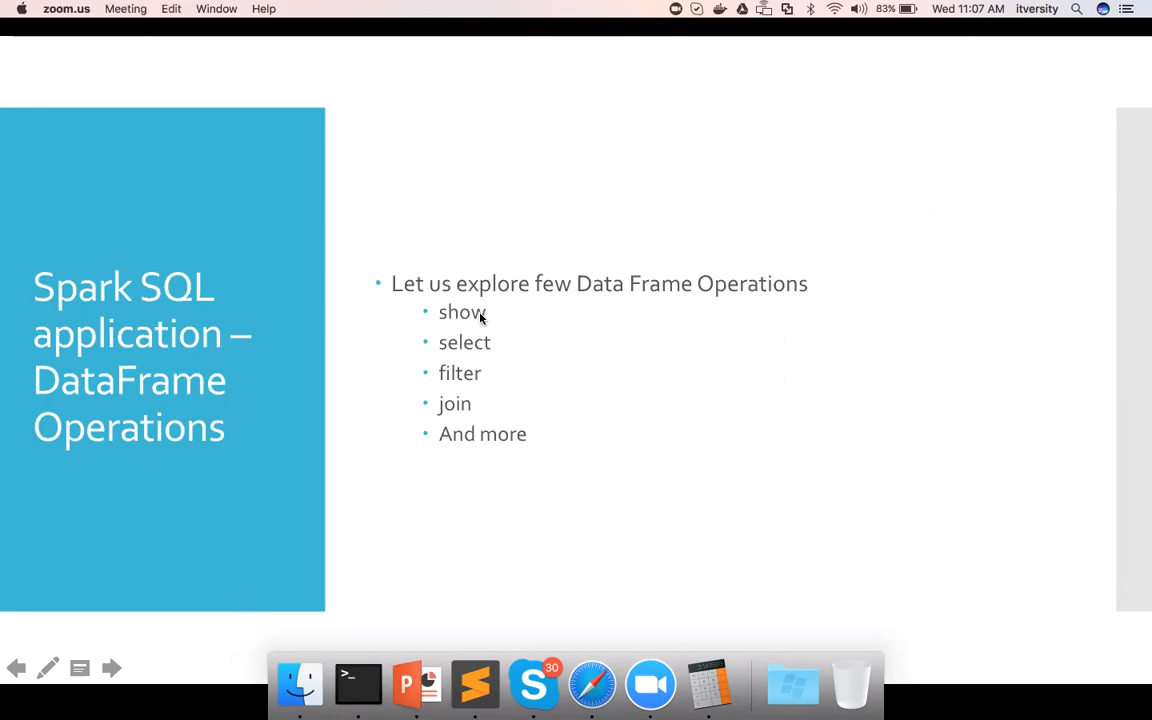 zoom.us Meeting Edit Window Help 83% Wed 11:07 AM itversity
Spark SQL
application –
DataFrame
Operations
• Let us explore few Data Frame Operations
• show
• select
• filter
• join
• And more
30